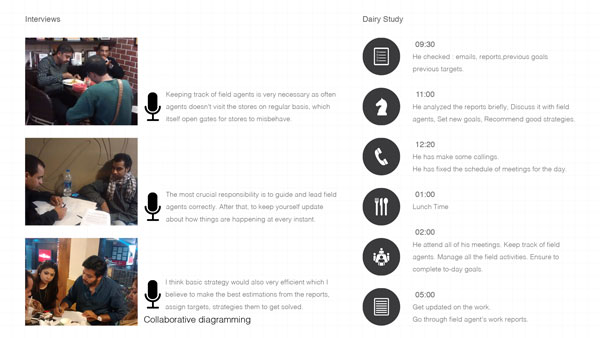 Interviews
Keeping track of field agents is very necessary as often
agents doesn't visit the stores on regular basis, which
itself open gates for stores to misbehave.
The most crucial responsibility is to guide and lead field
agents correctly. After that, to keep yourself update
about how things are happening at every instant.
I think basic strategy would also very efficient which I
believe to make the best estimations from the reports,
assign targets, strategies them to get solved.
Collaborative diagramming
Dairy Study
09:30
He checked : emails, reports,previous goals
previous targets.
11:00
He analyzed the reports briefly, Discuss it with field
agents, Set new goals, Recommend good strategies.
12:20
He has make some callings.
He has fixed the schedule of meetings for the day.
01:00
Lunch Time
02:00
He attend all of his meetings. Keep track of field
agents. Manage all the field activities. Ensure to
complete to-day goals.
05:00
Get updated on the work.
Go through field agent's work reports.